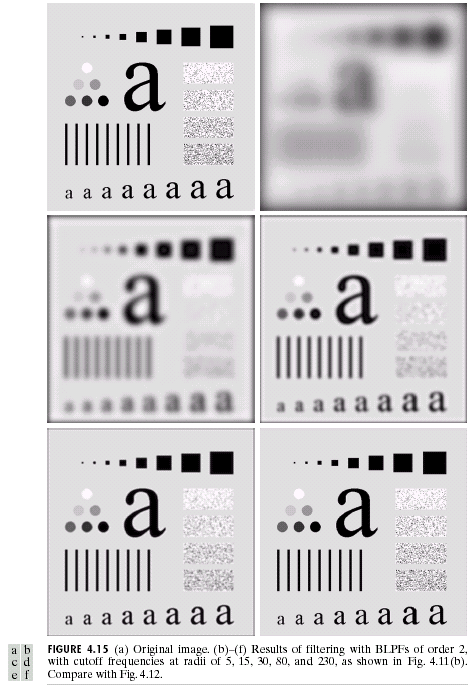 a
a a a a a a a a
a
a a a a a a a a
a
a a a a a a a a
a
a a a a a a a a
a
a a a a a a a a
a
a a a a a a a a
a b
c d
e f
FIGURE 4.15 (a) Original image. (b)–(f) Results of filtering with BLPFs of order 2,
with cutoff frequencies at radii of 5, 15, 30, 80, and 230, as shown in Fig. 4.11(b).
Compare with Fig. 4.12.